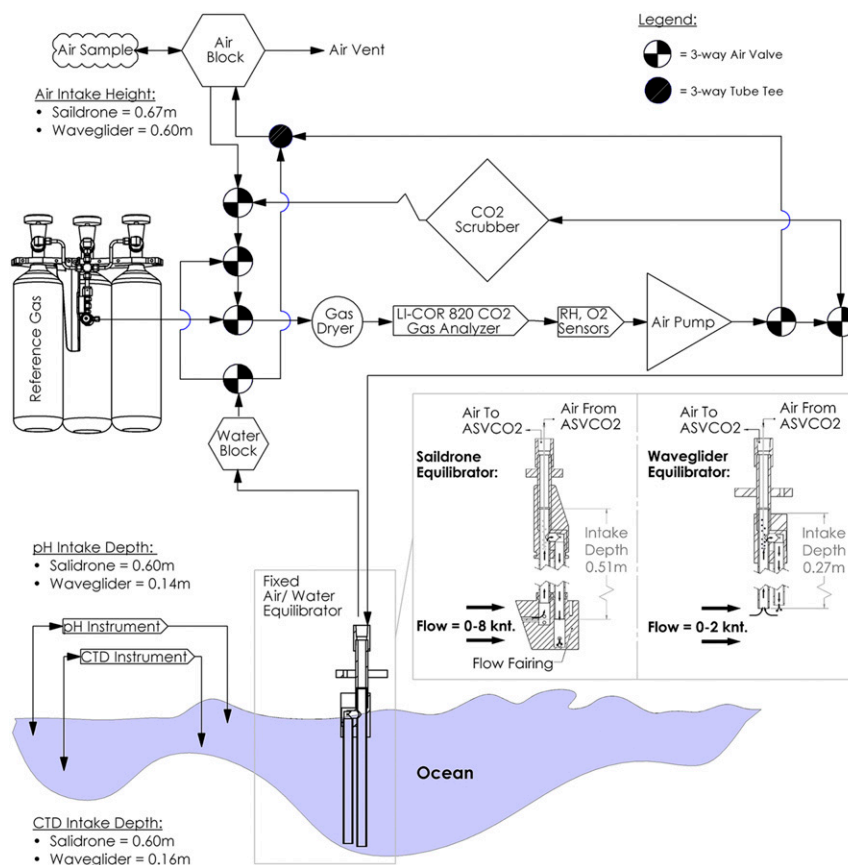 Legend:
= 3-way Air Valve
= 3-way Tube Tee
Air Sample
Air
Block
Air Vent
Air Intake Height:
• Saildrone = 0.67m
• Waveglider = 0.60m
CO2
Scrubber
Reference Gas
Gas
Dryer
LI-COR 820 CO2
Gas Analyzer
RH, O2
Sensors
Air Pump
Water
Block
Air To
ASVCO2
Air From
ASVCO2
Saildrone
Equilibrator:
Intake
Depth
0.51m
Flow = 0-8 knt.
Flow Fairing
Air To
ASVCO2
Air From
ASVCO2
Waveglider
Equilibrator:
Intake
Depth
0.27m
Flow = 0-2 knt.
pH Intake Depth:
• Salidrone = 0.60m
• Waveglider = 0.14m
Fixed
Air/ Water
Equilibrator
pH Instrument
CTD Instrument
Ocean
CTD Intake Depth:
• Salidrone = 0.60m
• Waveglider = 0.16m